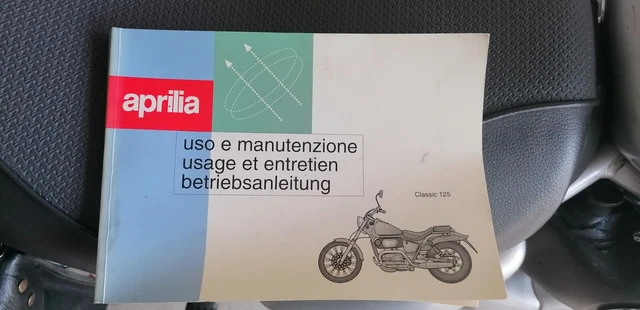 aprilia
uso e manutenzione
usage et entretien
betriebsanleitung
Classic 125